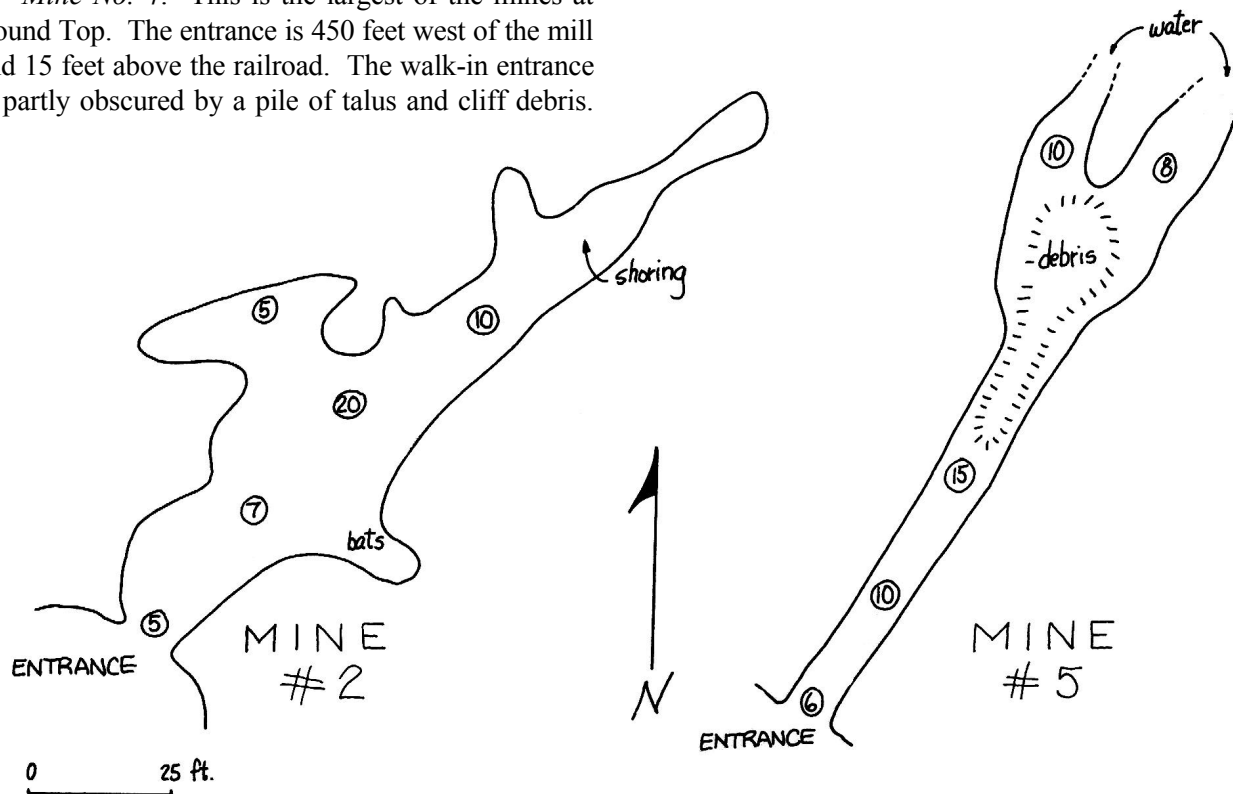 Mine No. 4. This is the largest of the mines at
ound Top. The entrance is 450 feet west of the mill
d 15 feet above the railroad. The walk-in entrance
partly obscured by a pile of talus and cliff debris.
water
10
8
debris
shoring
5
10
20
15
7
bats
10
5
MINE
#2
ENTRANCE
N
MINE
#5
6
ENTRANCE
0 25 ft.